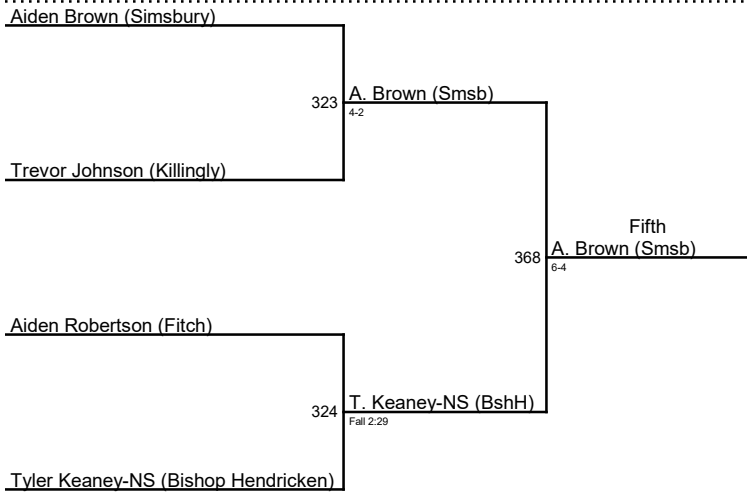 Aiden Brown (Simsbury)
323
A. Brown (Smsb)
4-2
Trevor Johnson (Killingly)
Fifth
368
A. Brown (Smsb)
6-4
Aiden Robertson (Fitch)
324
T. Keaney-NS (BshH)
Fall 2:29
Tyler Keaney-NS (Bishop Hendricken)